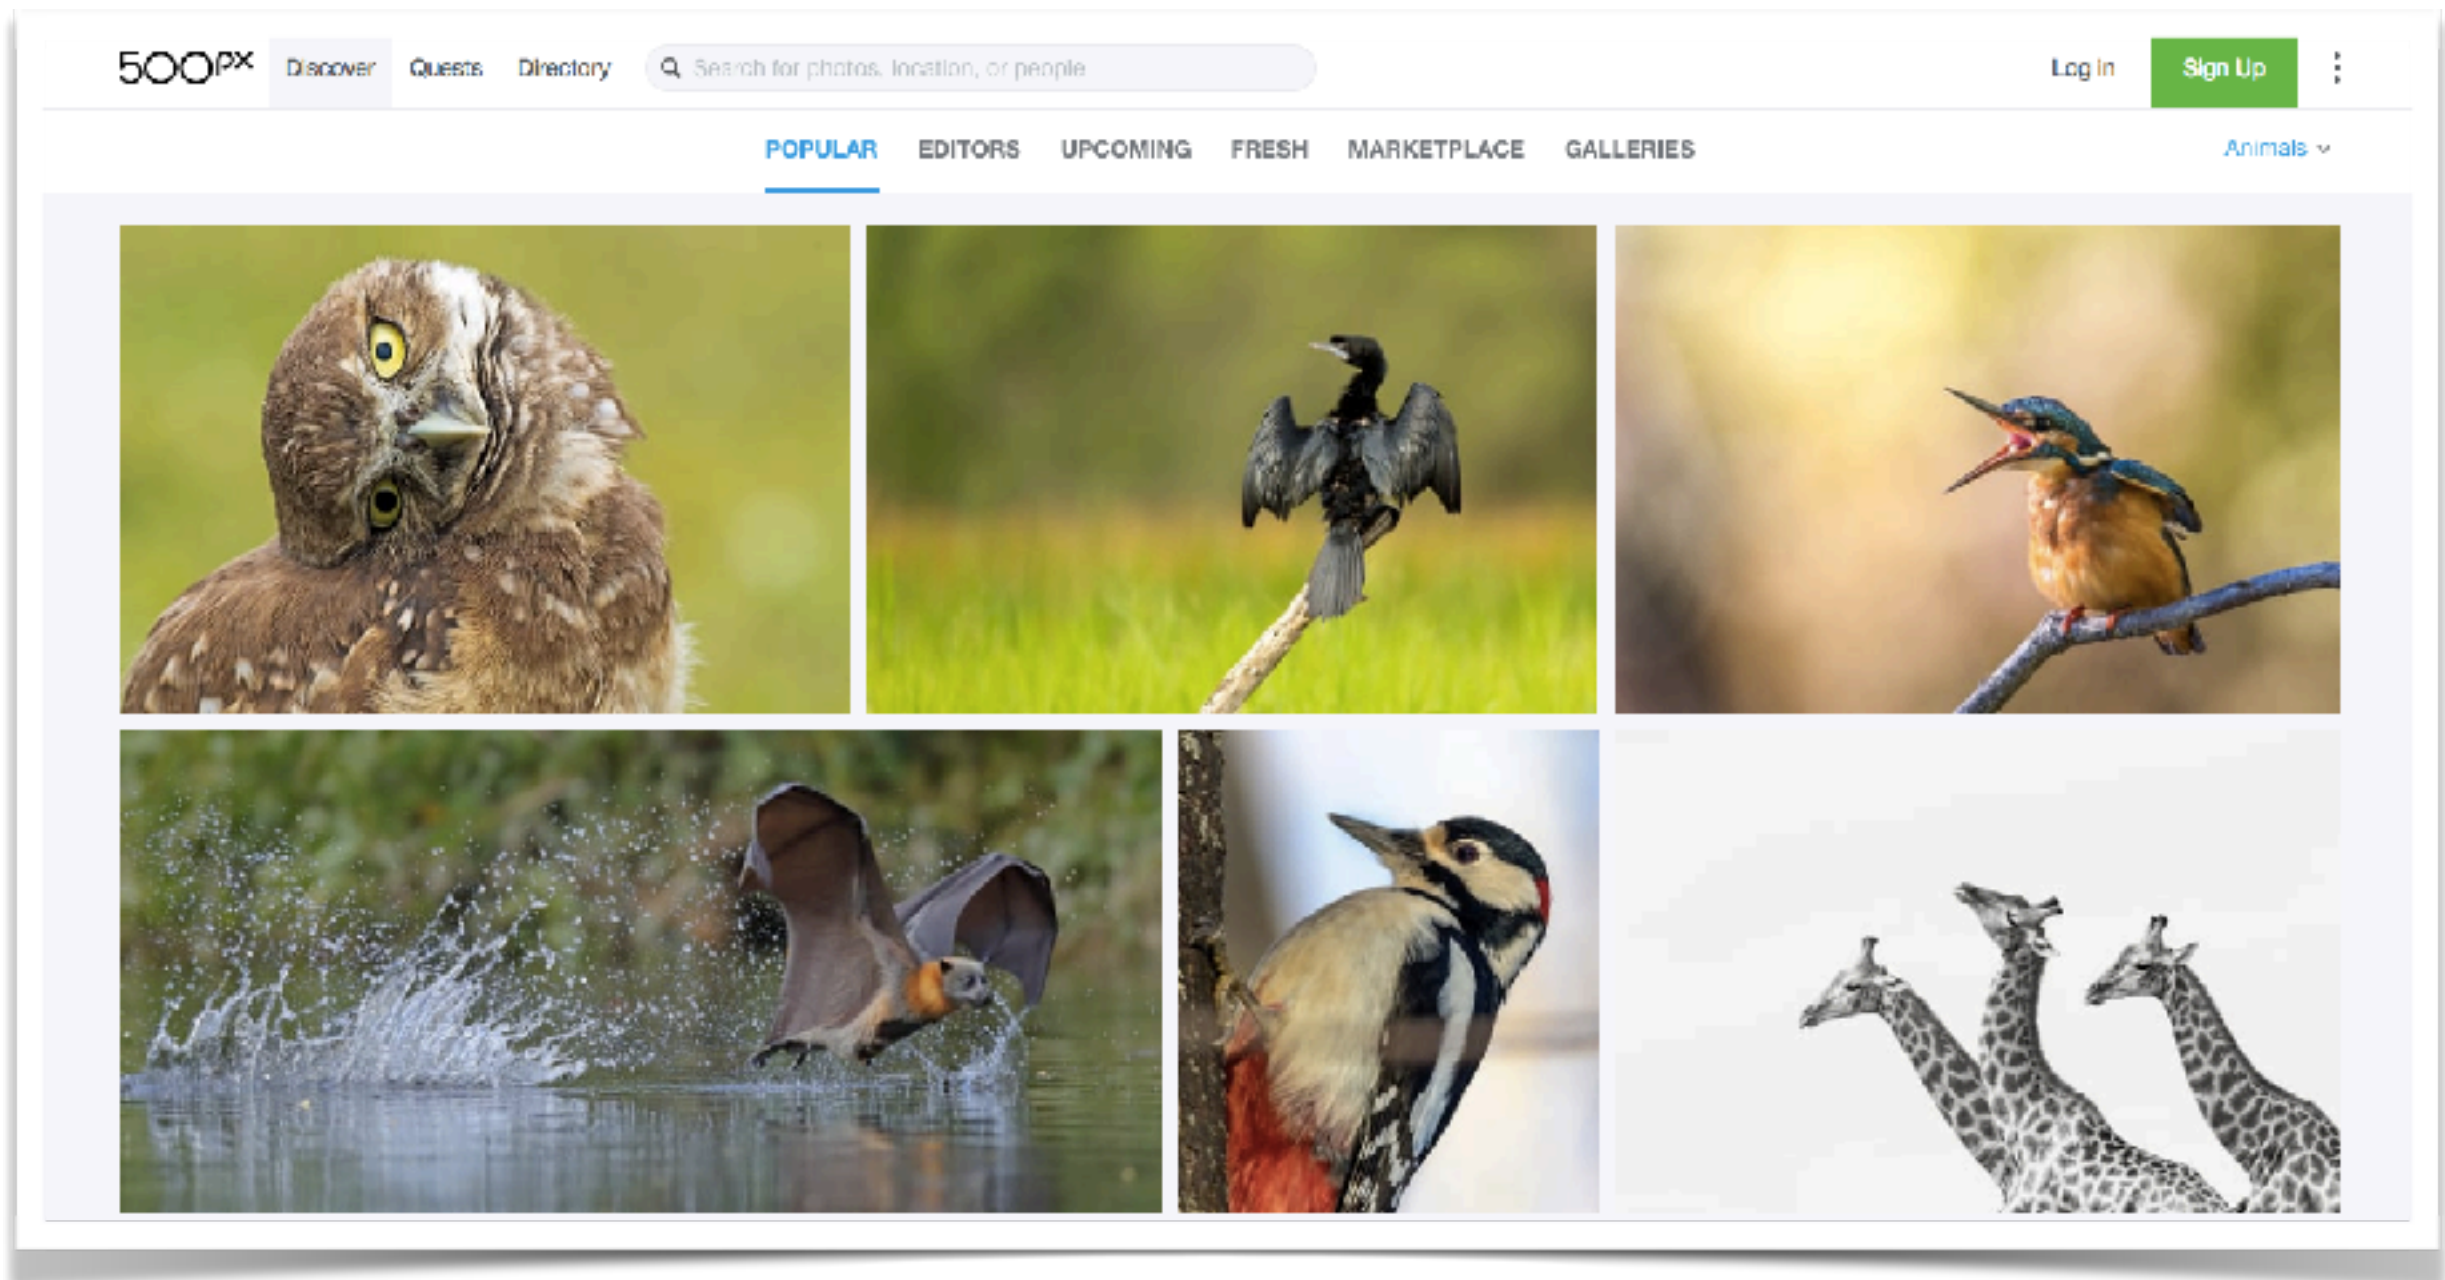 500px Discover Quests Directory Search for photos, location, or people Log in Sign Up
POPULAR EDITORS UPCOMING FRESH MARKETPLACE GALLERIES Animals